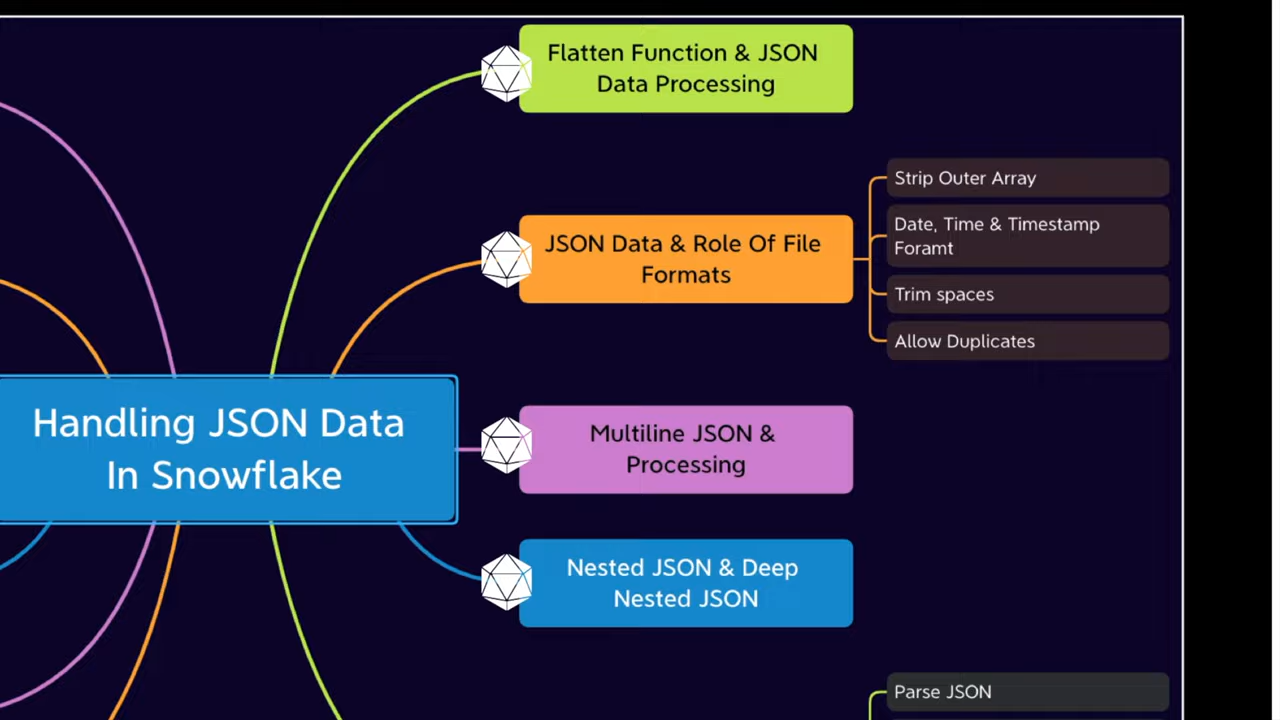 Flatten Function & JSON
Data Processing
Strip Outer Array
Date, Time & Timestamp
Foramt
JSON Data & Role Of File
Formats
Trim spaces
Allow Duplicates
Handling JSON Data
In Snowflake
Multiline JSON &
Processing
Nested JSON & Deep
Nested JSON
Parse JSON